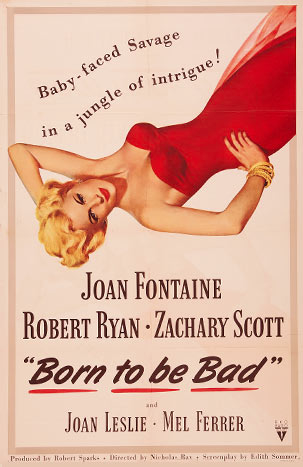 Baby-faced Savage
in a jungle of intrigue!
JOAN FONTAINE
ROBERT RYAN · ZACHARY SCOTT
"Born to be Bad"
and
JOAN LESLIE · MEL FERRER
Produced by Robert Sparks · Directed by Nicholas Ray · Screenplay by Edith Sommer